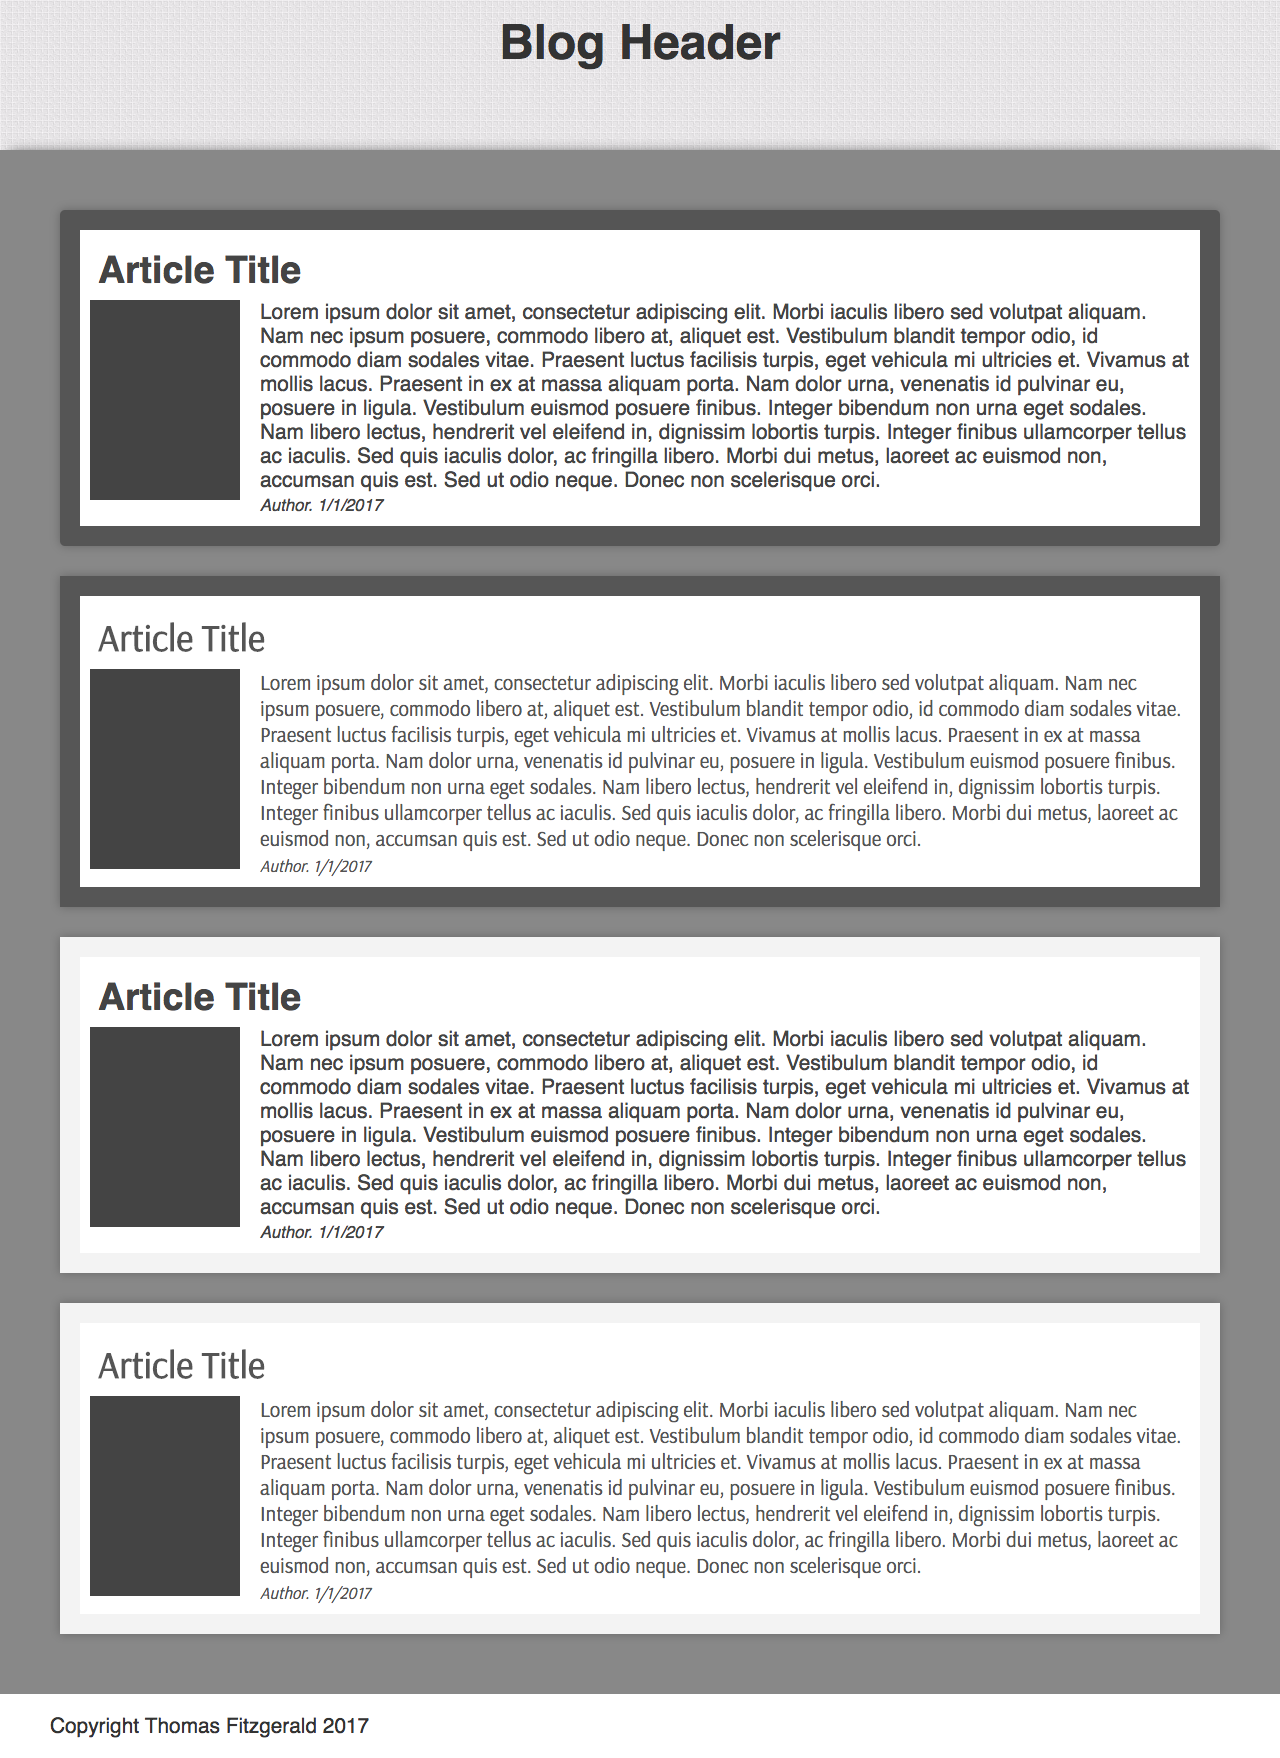 Blog Header
Article Title
Lorem ipsum dolor sit amet, consectetur adipiscing elit. Morbi iaculis libero sed volutpat aliquam.
Nam nec ipsum posuere, commodo libero at, aliquet est. Vestibulum blandit tempor odio, id
commodo diam sodales vitae. Praesent luctus facilisis turpis, eget vehicula mi ultricies et. Vivamus at
mollis lacus. Praesent in ex at massa aliquam porta. Nam dolor urna, venenatis id pulvinar eu,
posuere in ligula. Vestibulum euismod posuere finibus. Integer bibendum non urna eget sodales.
Nam libero lectus, hendrerit vel eleifend in, dignissim lobortis turpis. Integer finibus ullamcorper tellus
ac iaculis. Sed quis iaculis dolor, ac fringilla libero. Morbi dui metus, laoreet ac euismod non,
accumsan quis est. Sed ut odio neque. Donec non scelerisque orci.
Author. 1/1/2017
Article Title
Lorem ipsum dolor sit amet, consectetur adipiscing elit. Morbi iaculis libero sed volutpat aliquam. Nam nec
ipsum posuere, commodo libero at, aliquet est. Vestibulum blandit tempor odio, id commodo diam sodales vitae.
Praesent luctus facilisis turpis, eget vehicula mi ultricies et. Vivamus at mollis lacus. Praesent in ex at massa
aliquam porta. Nam dolor urna, venenatis id pulvinar eu, posuere in ligula. Vestibulum euismod posuere finibus.
Integer bibendum non urna eget sodales. Nam libero lectus, hendrerit vel eleifend in, dignissim lobortis turpis.
Integer finibus ullamcorper tellus ac iaculis. Sed quis iaculis dolor, ac fringilla libero. Morbi dui metus, laoreet ac
euismod non, accumsan quis est. Sed ut odio neque. Donec non scelerisque orci.
Author. 1/1/2017
Article Title
Lorem ipsum dolor sit amet, consectetur adipiscing elit. Morbi iaculis libero sed volutpat aliquam.
Nam nec ipsum posuere, commodo libero at, aliquet est. Vestibulum blandit tempor odio, id
commodo diam sodales vitae. Praesent luctus facilisis turpis, eget vehicula mi ultricies et. Vivamus at
mollis lacus. Praesent in ex at massa aliquam porta. Nam dolor urna, venenatis id pulvinar eu,
posuere in ligula. Vestibulum euismod posuere finibus. Integer bibendum non urna eget sodales.
Nam libero lectus, hendrerit vel eleifend in, dignissim lobortis turpis. Integer finibus ullamcorper tellus
ac iaculis. Sed quis iaculis dolor, ac fringilla libero. Morbi dui metus, laoreet ac euismod non,
accumsan quis est. Sed ut odio neque. Donec non scelerisque orci.
Author. 1/1/2017
Article Title
Lorem ipsum dolor sit amet, consectetur adipiscing elit. Morbi iaculis libero sed volutpat aliquam. Nam nec
ipsum posuere, commodo libero at, aliquet est. Vestibulum blandit tempor odio, id commodo diam sodales vitae.
Praesent luctus facilisis turpis, eget vehicula mi ultricies et. Vivamus at mollis lacus. Praesent in ex at massa
aliquam porta. Nam dolor urna, venenatis id pulvinar eu, posuere in ligula. Vestibulum euismod posuere finibus.
Integer bibendum non urna eget sodales. Nam libero lectus, hendrerit vel eleifend in, dignissim lobortis turpis.
Integer finibus ullamcorper tellus ac iaculis. Sed quis iaculis dolor, ac fringilla libero. Morbi dui metus, laoreet ac
euismod non, accumsan quis est. Sed ut odio neque. Donec non scelerisque orci.
Author. 1/1/2017
Copyright Thomas Fitzgerald 2017